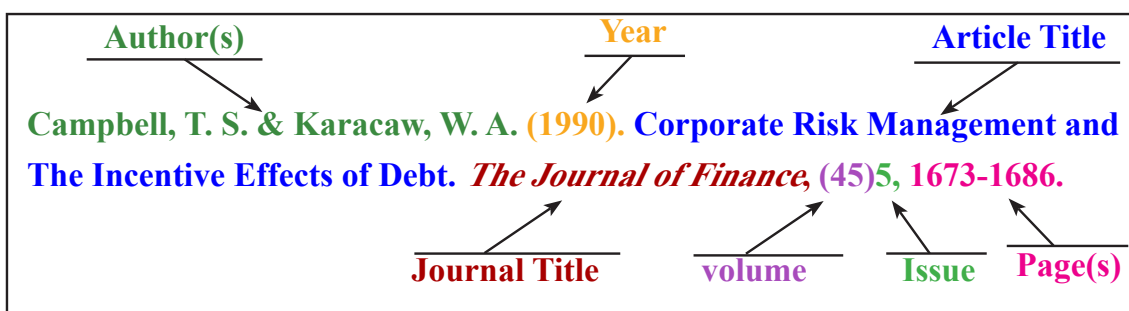 Author(s) Year Article Title
Campbell, T. S. & Karacaw, W. A. (1990). Corporate Risk Management and
The Incentive Effects of Debt. The Journal of Finance, (45)5, 1673-1686.
Journal Title volume Issue Page(s)